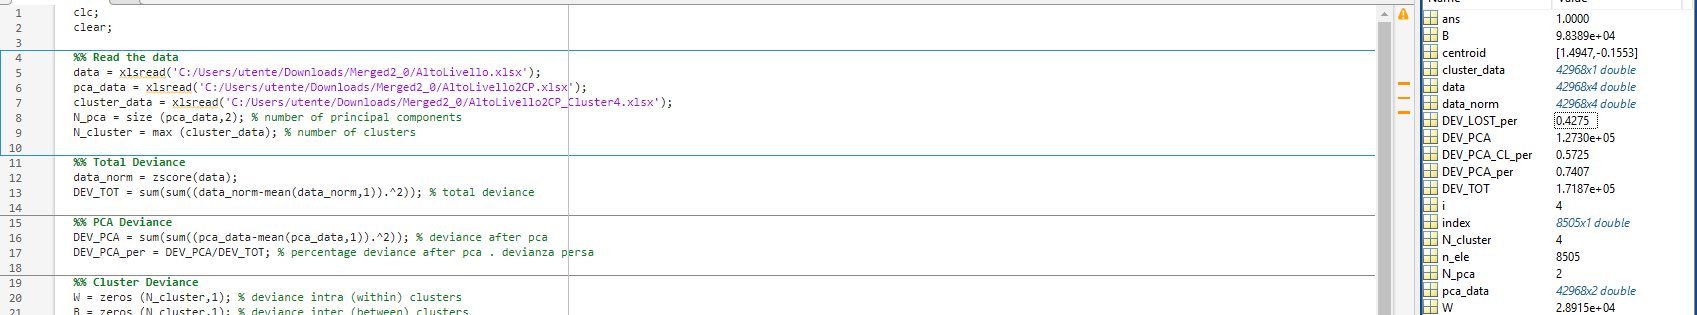 1 clc;
2 clear;
3
4 %% Read the data
5 data = xlsread('C:/Users/utente/Downloads/Merged2_0/AltoLivello.xlsx');
6 pca_data = xlsread('C:/Users/utente/Downloads/Merged2_0/AltoLivello2CP.xlsx');
7 cluster_data = xlsread('C:/Users/utente/Downloads/Merged2_0/AltoLivello2CP_Cluster4.xlsx');
8 N_pca = size (pca_data,2); % number of principal components
9 N_cluster = max (cluster_data); % number of clusters
10
11 %% Total Deviance
12 data_norm = zscore(data);
13 DEV_TOT = sum(sum((data_norm-mean(data_norm,1)).^2)); % total deviance
14
15 %% PCA Deviance
16 DEV_PCA = sum(sum((pca_data-mean(pca_data,1)).^2)); % deviance after pca
17 DEV_PCA_per = DEV_PCA/DEV_TOT; % percentage deviance after pca . devianza persa
18
19 %% Cluster Deviance
20 W = zeros (N_cluster,1); % deviance intra (within) clusters
21 B = zeros (N_cluster,1); % deviance inter (between) clusters
Name Value
ans 1.0000
B 9.8389e+04
centroid [1.4947,-0.1553]
cluster_data 42968x1 double
data 42968x4 double
data_norm 42968x4 double
DEV_LOST_per 0.4275
DEV_PCA 1.2730e+05
DEV_PCA_CL_per 0.5725
DEV_PCA_per 0.7407
DEV_TOT 1.7187e+05
i 4
index 8505x1 double
N_cluster 4
n_ele 8505
N_pca 2
pca_data 42968x2 double
W 2.8915e+04